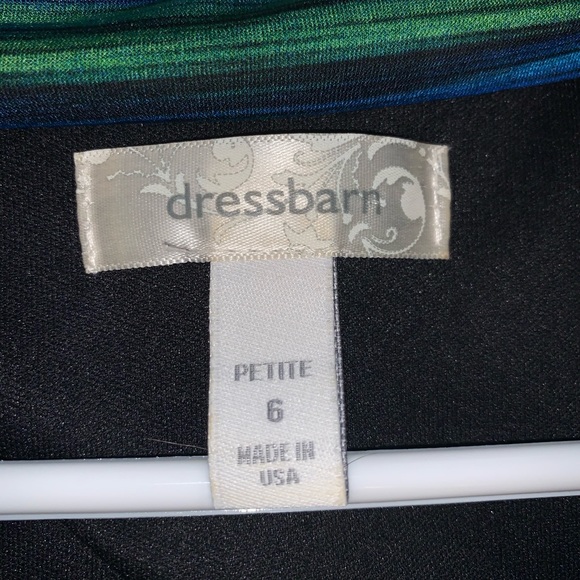 dressbarn
PETITE
6
MADE IN
USA